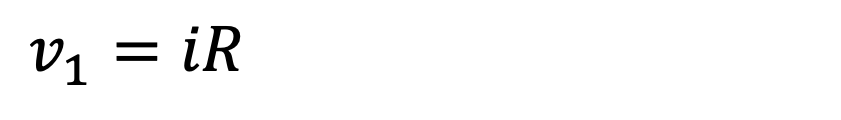 v₁ = iR